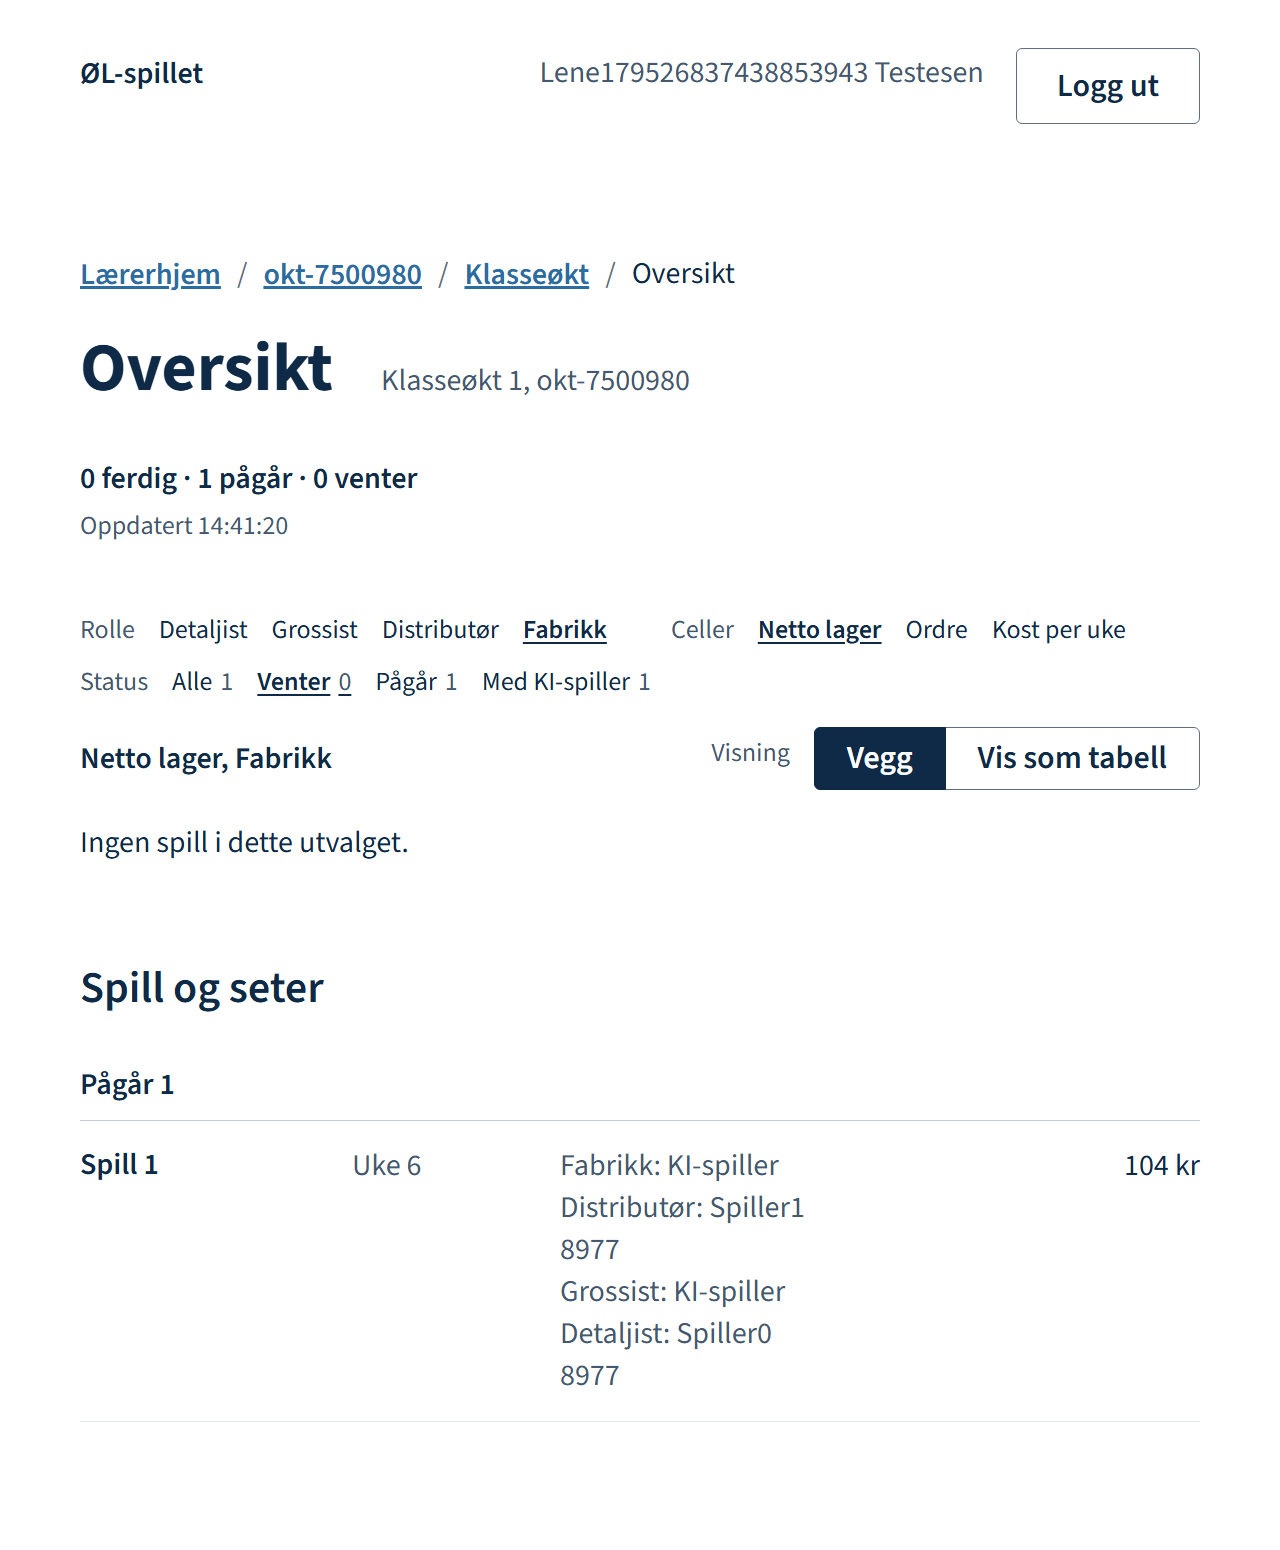 ØL-spillet
Lene179526837438853943 Testesen
Logg ut
Lærerhjem / okt-7500980 / Klasseøkt / Oversikt
Oversikt Klasseøkt 1, okt-7500980
0 ferdig · 1 pågår · 0 venter
Oppdatert 14:41:20
Rolle Detaljist Grossist Distributør Fabrikk Celler Netto lager Ordre Kost per uke
Status Alle 1 Venter 0 Pågår 1 Med KI-spiller 1
Netto lager, Fabrikk Visning Vegg Vis som tabell
Ingen spill i dette utvalget.
Spill og seter
Pågår 1
Spill 1 Uke 6 Fabrikk: KI-spiller 104 kr
Distributør: Spiller1
8977
Grossist: KI-spiller
Detaljist: Spiller0
8977